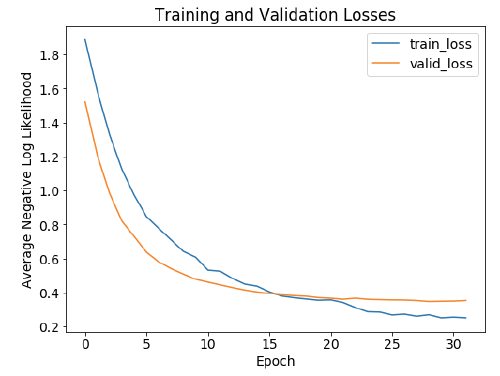 Training and Validation Losses
train_loss
valid_loss
Average Negative Log Likelihood
1.8
1.6
1.4
1.2
1.0
0.8
0.6
0.4
0.2
0 5 10 15 20 25 30
Epoch